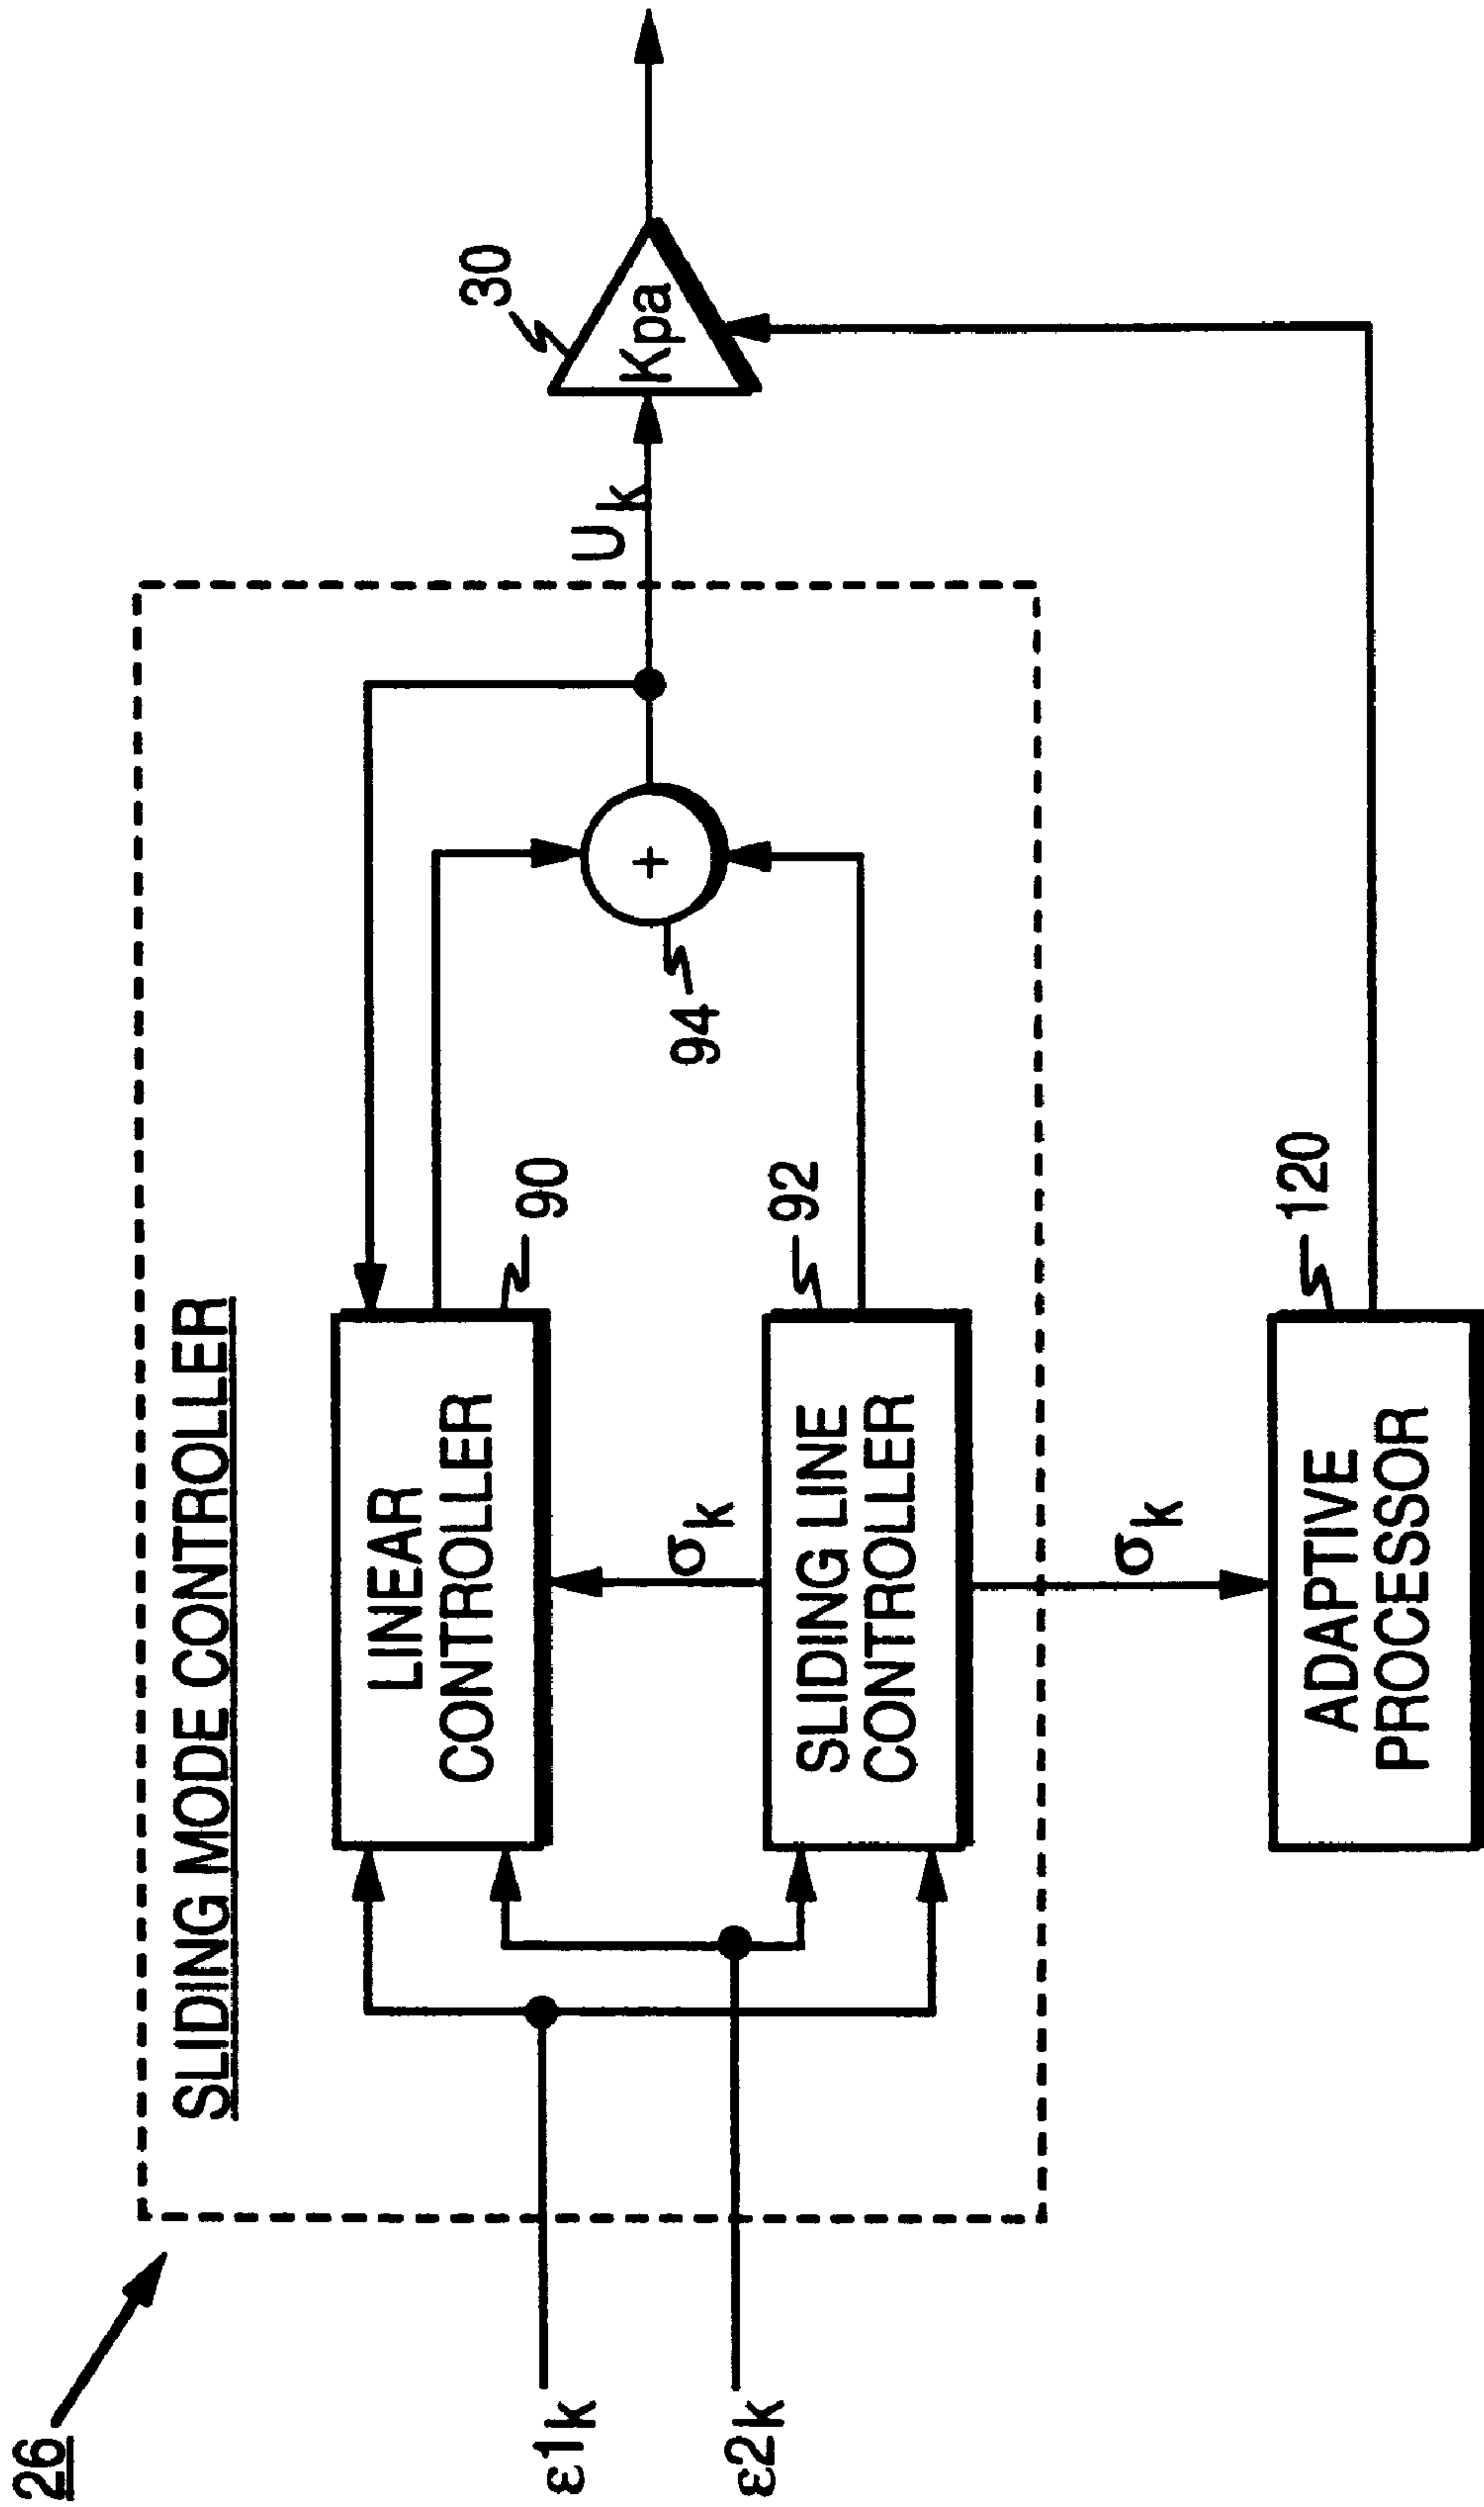 26
SLIDING MODE CONTROLLER
ε1k
ε2k
LINEAR
CONTROLLER
90
σk
SLIDING LINE
CONTROLLER
92
94
+
Uk
30
Kpa
σk
ADAPTIVE
PROCESSOR
120